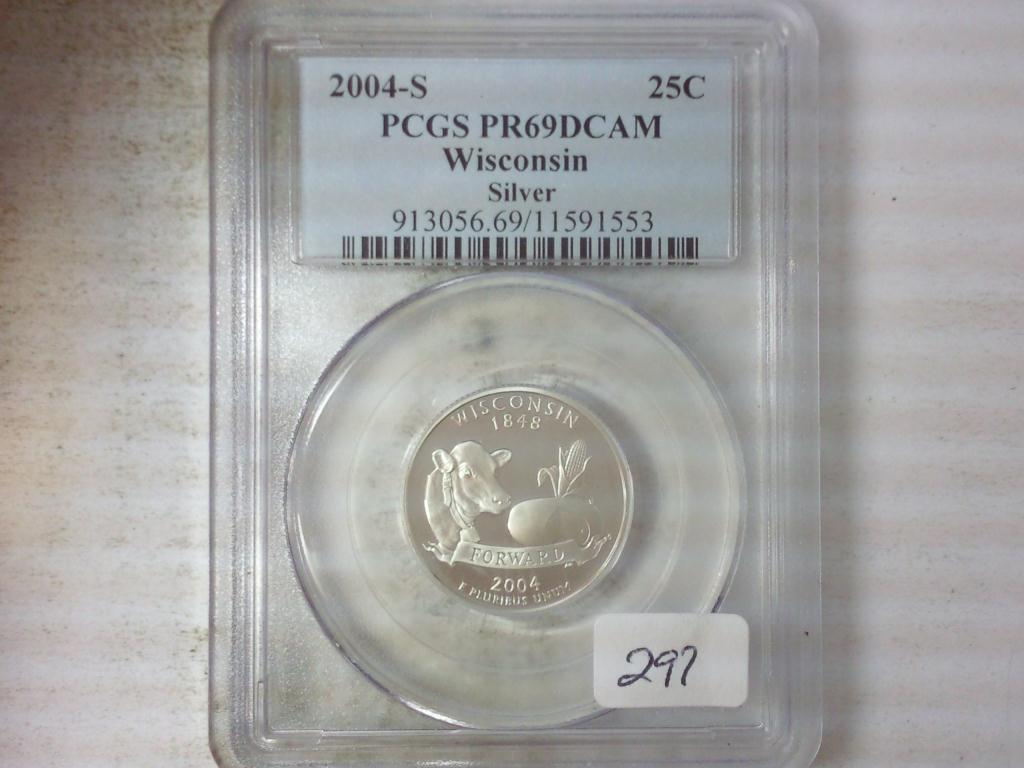 2004-S 25C
PCGS PR69DCAM
Wisconsin
Silver
913056.69/11591553
WISCONSIN
1848
FORWARD
2004
E PLURIBUS UNUM
297